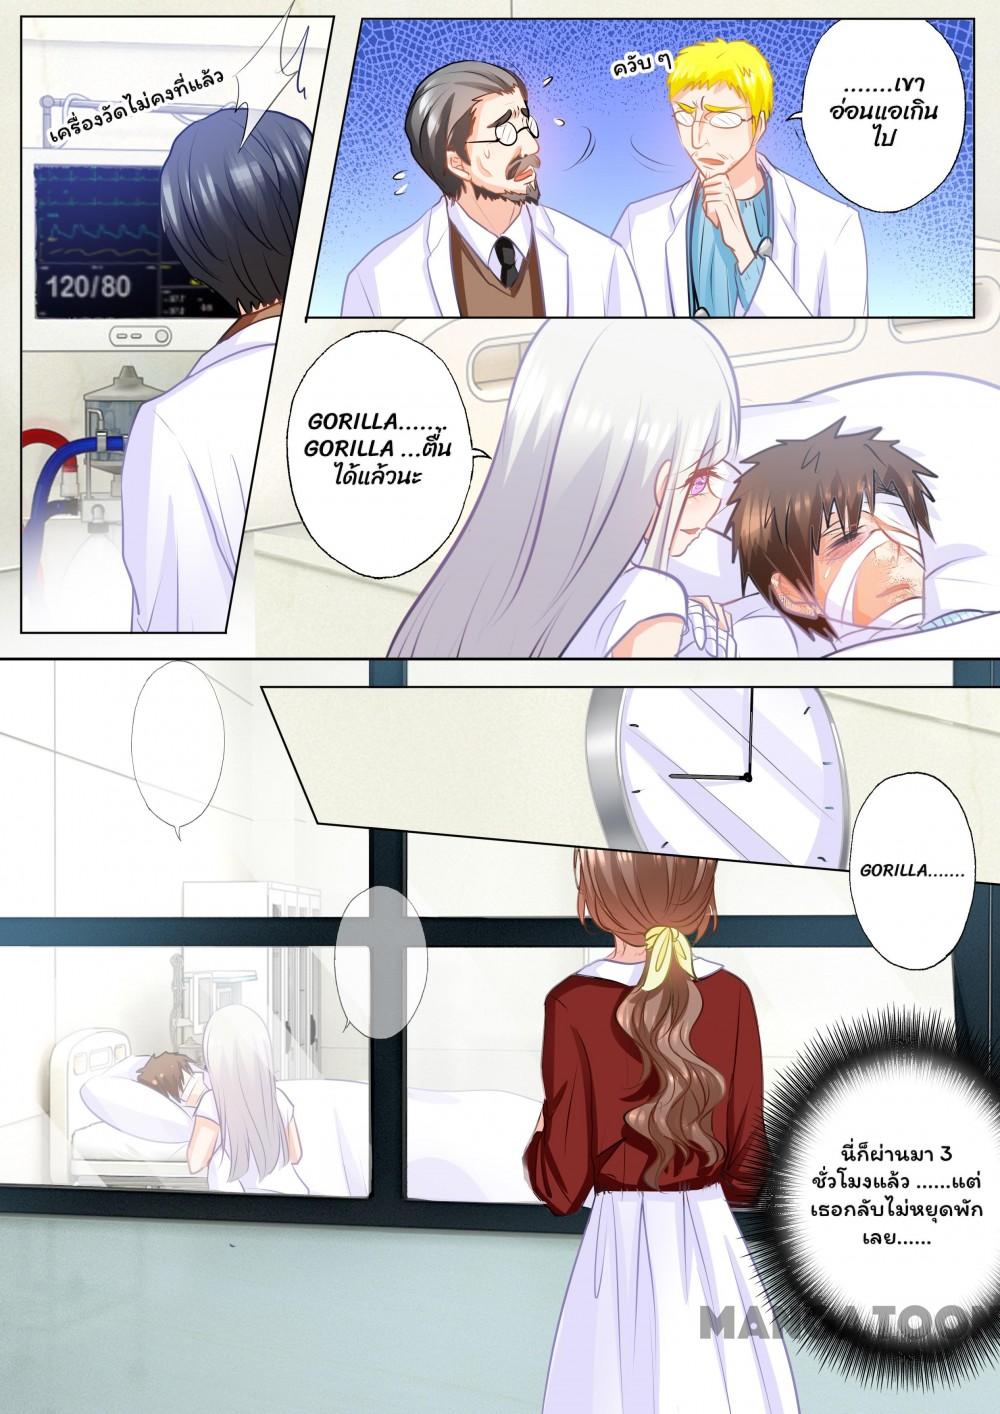 เครื่องวัดไม่คงที่แล้ว
120/80
ควับ ๆ
.......เขา
อ่อนแอเกิน
ไป
GORILLA.......
GORILLA ...ตื่น
ได้แล้วนะ
GORILLA.......
นี่ก็ผ่านมา 3
ชั่วโมงแล้ว ......แต่
เธอกลับไม่หยุดพัก
เลย......
MANGATOON